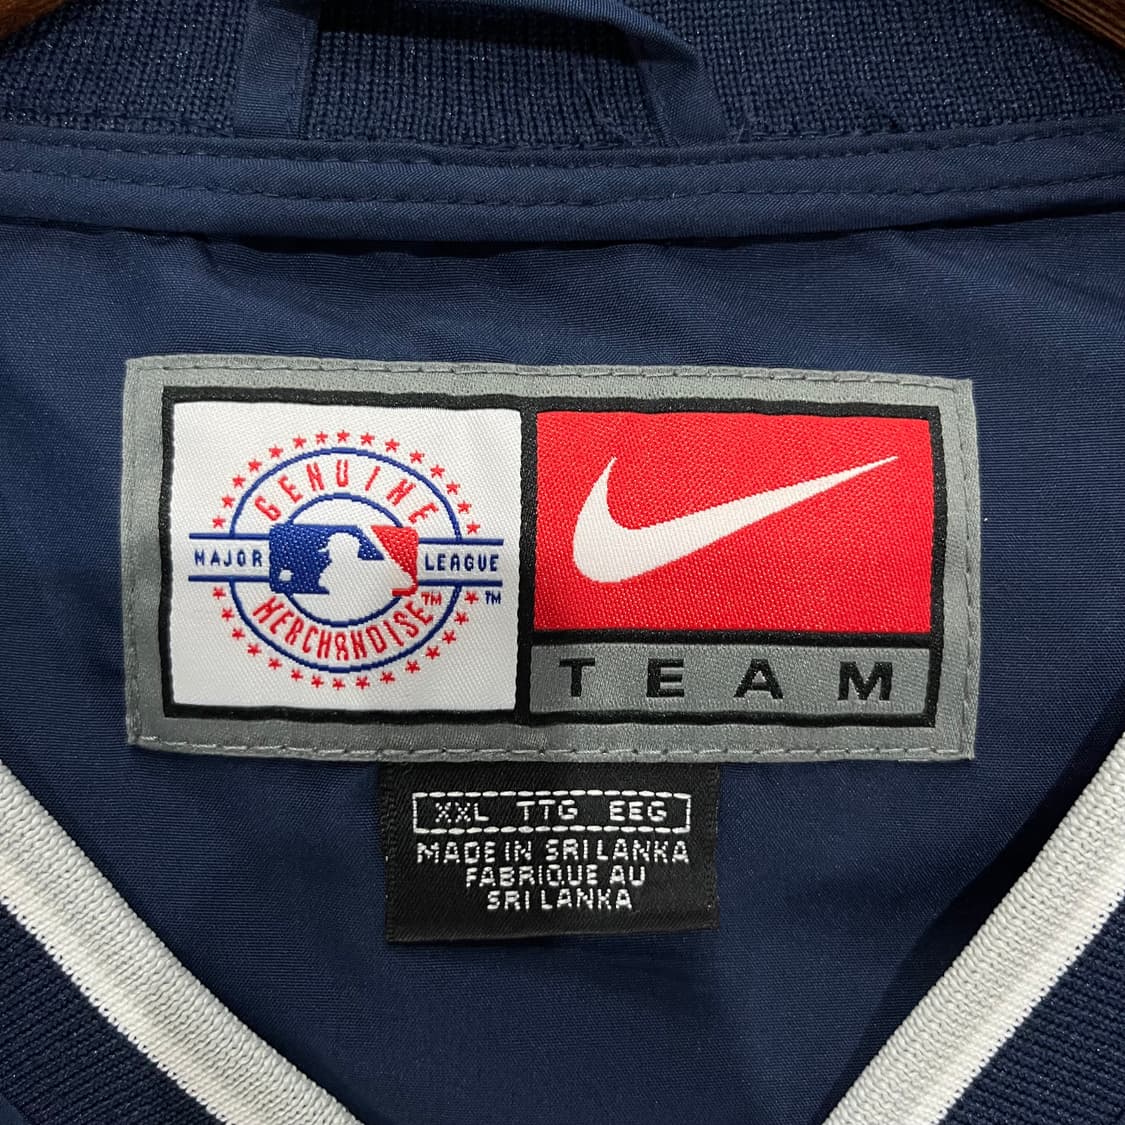 GENUINE
MAJOR LEAGUE
MERCHANDISE™ ™
TEAM
XXL TTG EEG
MADE IN SRI LANKA
FABRIQUE AU
SRI LANKA